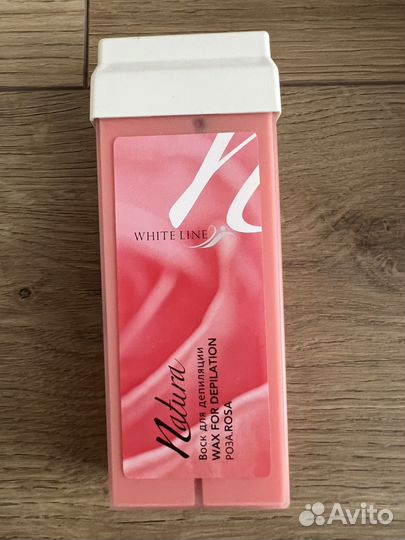 n
WHITE LINE
Natura
Воск для депиляции
WAX FOR DEPILATION
РОЗА.ROSA
Avito